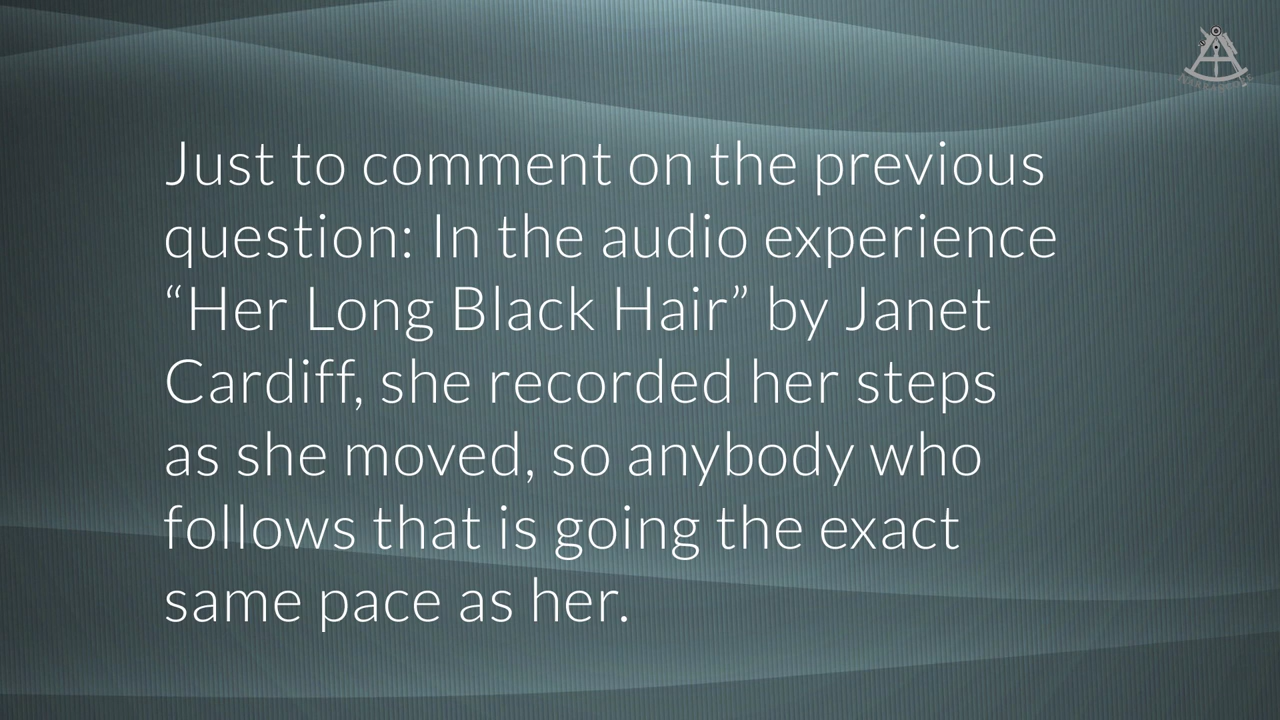 Just to comment on the previous
question: In the audio experience
“Her Long Black Hair” by Janet
Cardiff, she recorded her steps
as she moved, so anybody who
follows that is going the exact
same pace as her.